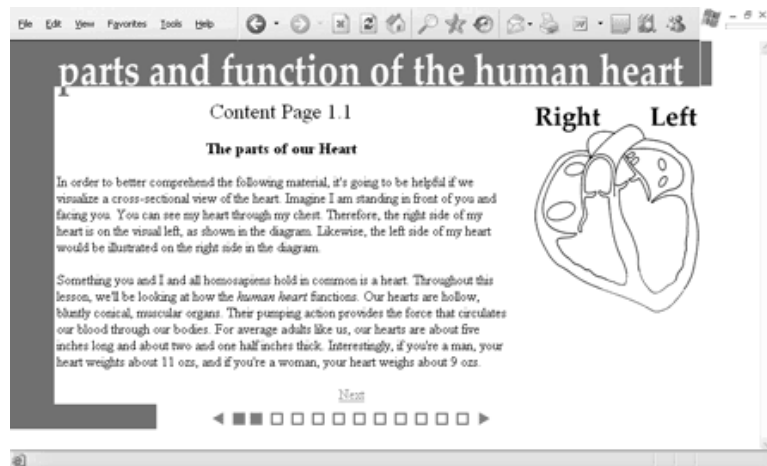 File Edit View Favorites Tools Help
parts and function of the human heart
Content Page 1.1
Right Left
The parts of our Heart
In order to better comprehend the following material, it's going to be helpful if we
visualize a cross-sectional view of the heart. Imagine I am standing in front of you and
facing you. You can see my heart through my chest. Therefore, the right side of my
heart is on the visual left, as shown in the diagram. Likewise, the left side of my heart
would be illustrated on the right side in the diagram.
Something you and I and all homosapiens hold in common is a heart. Throughout this
lesson, we'll be looking at how the human heart functions. Our hearts are hollow,
bluntly conical, muscular organs. Their pumping action provides the force that circulates
our blood through our bodies. For average adults like us, our hearts are about five
inches long and about two and one half inches thick. Interestingly, if you're a man, your
heart weights about 11 ozs, and if you're a woman, your heart weighs about 9 ozs.
Next